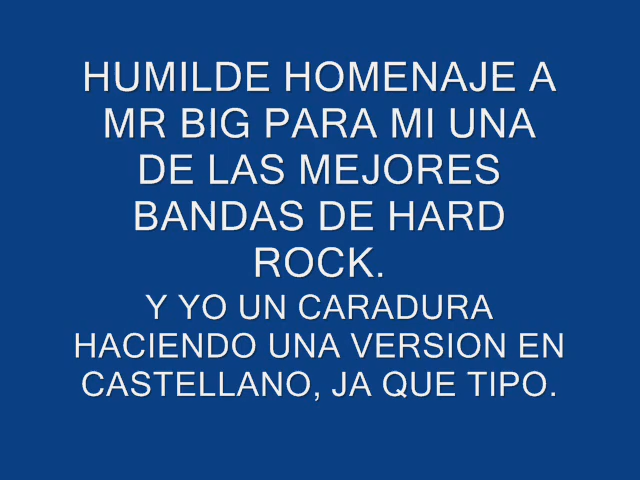 HUMILDE HOMENAJE A
MR BIG PARA MI UNA
DE LAS MEJORES
BANDAS DE HARD
ROCK.
Y YO UN CARADURA
HACIENDO UNA VERSION EN
CASTELLANO, JA QUE TIPO.